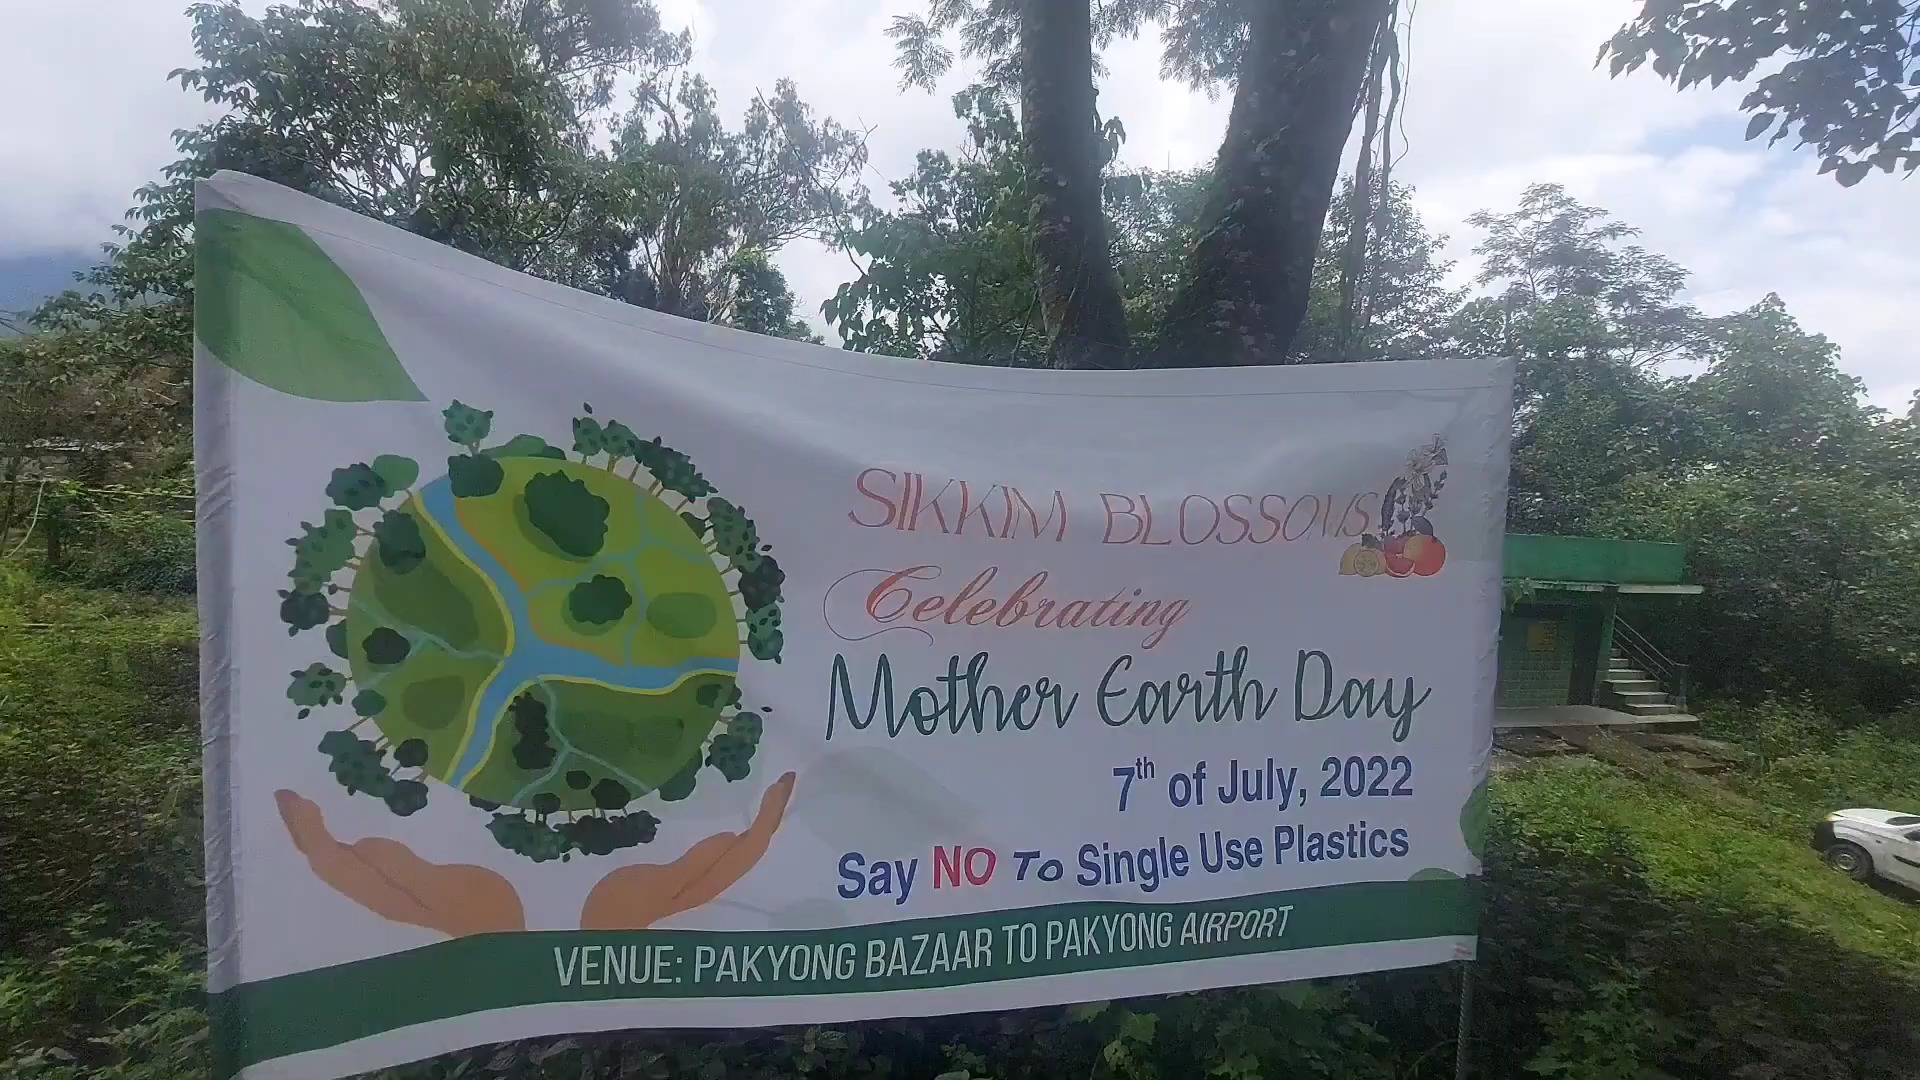 SIKKIM BLOSSOMS
Celebrating
Mother Earth Day
7th of July, 2022
Say NO To Single Use Plastics
VENUE: PAKYONG BAZAAR TO PAKYONG AIRPORT